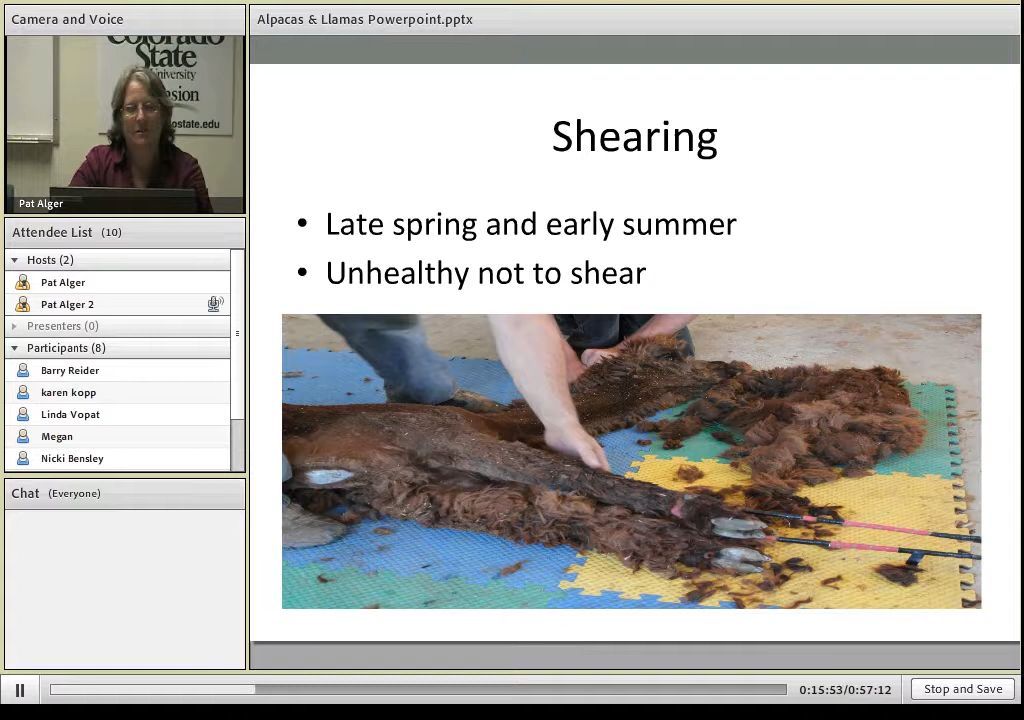 Camera and Voice
Colorado
State
University
ostate.edu
Pat Alger
Attendee List (10)
Hosts (2)
Pat Alger
Pat Alger 2
Presenters (0)
Participants (8)
Barry Reider
karen kopp
Linda Vopat
Megan
Nicki Bensley
Chat (Everyone)
Alpacas & Llamas Powerpoint.pptx
Shearing
• Late spring and early summer
• Unhealthy not to shear
0:15:53/0:57:12
Stop and Save